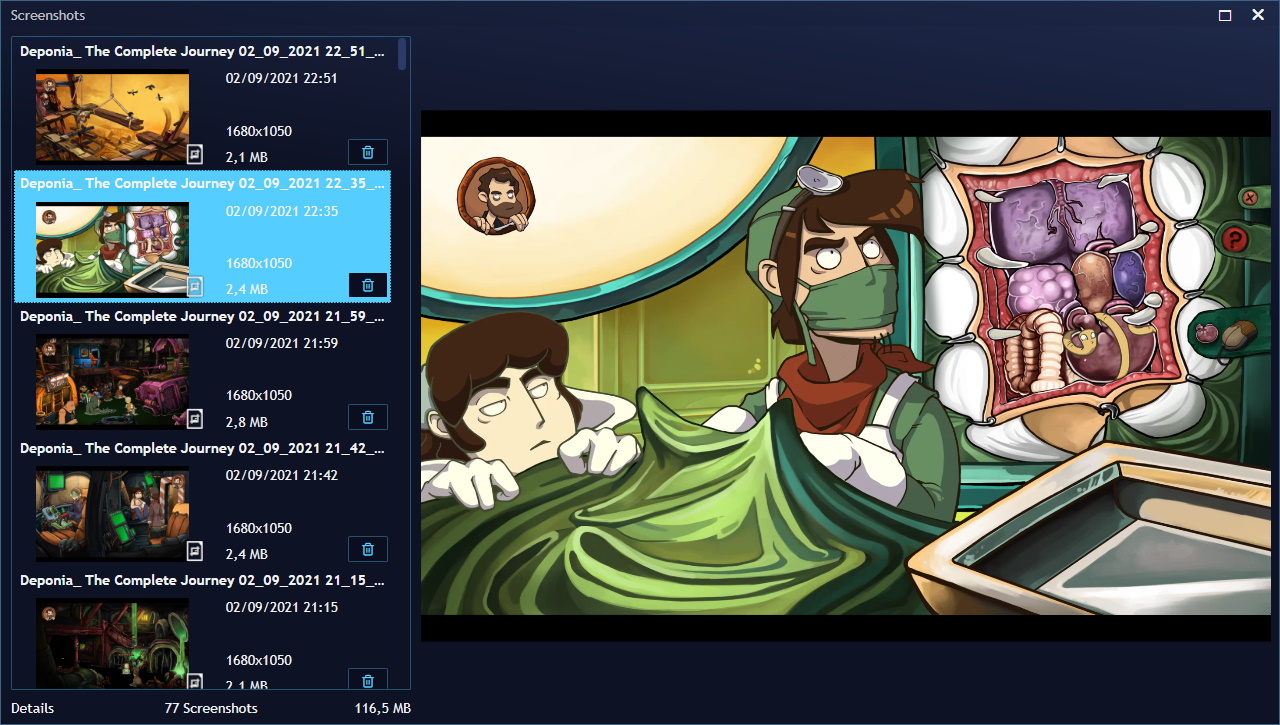 Screenshots
Deponia_ The Complete Journey 02_09_2021 22_51_...
02/09/2021 22:51
1680x1050
2,1 MB
Deponia_ The Complete Journey 02_09_2021 22_35_...
02/09/2021 22:35
1680x1050
2,4 MB
Deponia_ The Complete Journey 02_09_2021 21_59_...
02/09/2021 21:59
1680x1050
2,8 MB
Deponia_ The Complete Journey 02_09_2021 21_42_...
02/09/2021 21:42
1680x1050
2,4 MB
Deponia_ The Complete Journey 02_09_2021 21_15_...
02/09/2021 21:15
1680x1050
2,1 MB
?
Details
77 Screenshots
116,5 MB